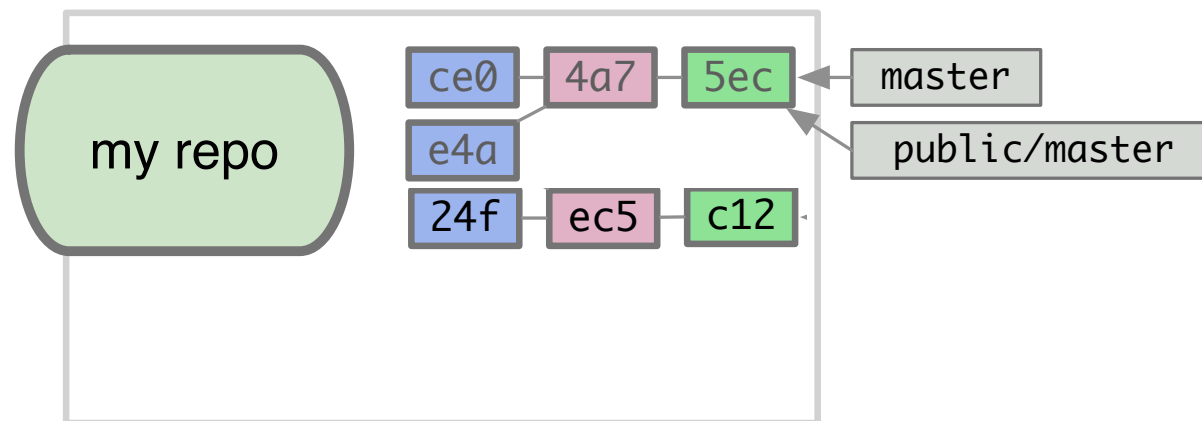 my repo
ce0 4a7 5ec
master
e4a
public/master
24f ec5 c12